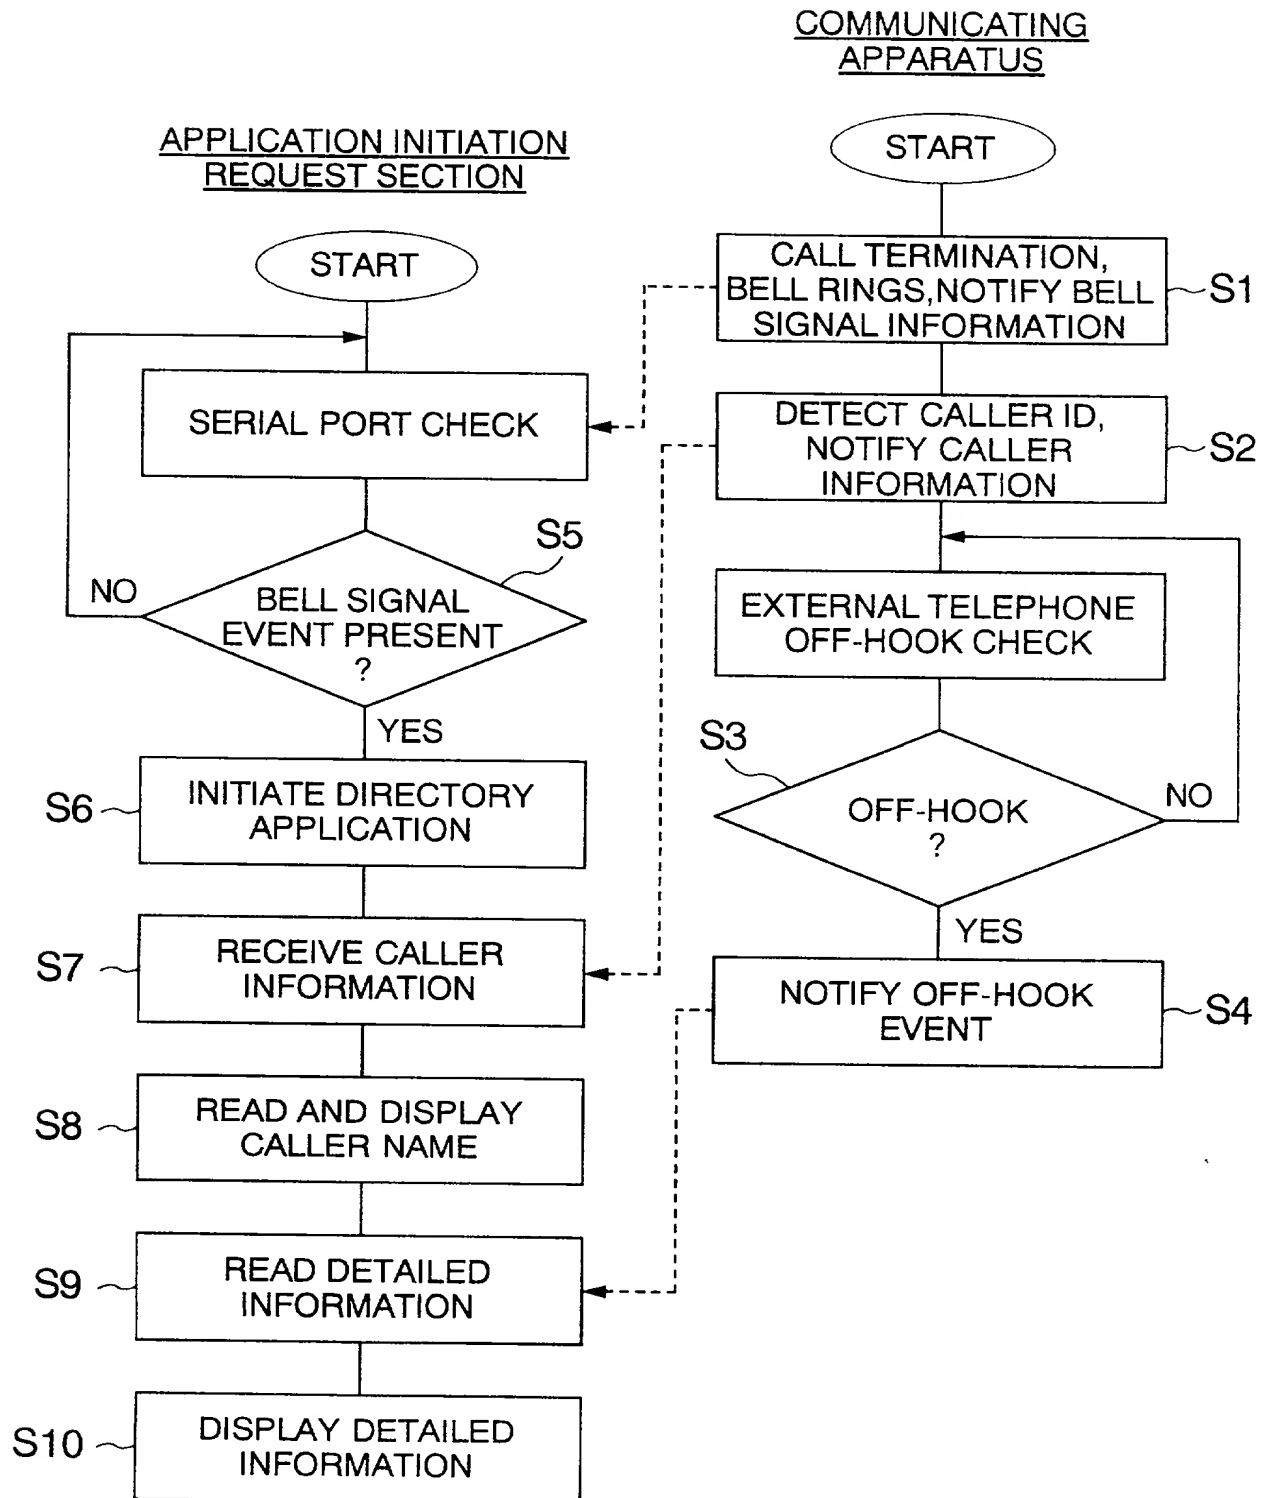 COMMUNICATING
APPARATUS
START
CALL TERMINATION,
BELL RINGS,NOTIFY BELL
SIGNAL INFORMATION
S1
DETECT CALLER ID,
NOTIFY CALLER
INFORMATION
S2
EXTERNAL TELEPHONE
OFF-HOOK CHECK
S3
OFF-HOOK
?
NO
YES
NOTIFY OFF-HOOK
EVENT
S4
APPLICATION INITIATION
REQUEST SECTION
START
SERIAL PORT CHECK
S5
NO
BELL SIGNAL
EVENT PRESENT
?
YES
S6
INITIATE DIRECTORY
APPLICATION
S7
RECEIVE CALLER
INFORMATION
S8
READ AND DISPLAY
CALLER NAME
S9
READ DETAILED
INFORMATION
S10
DISPLAY DETAILED
INFORMATION